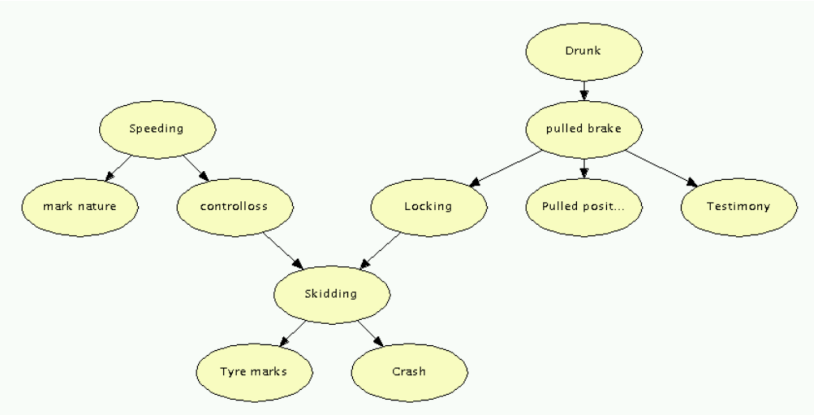 Drunk
Speeding
pulled brake
mark nature
controlloss
Locking
Pulled posit...
Testimony
Skidding
Tyre marks
Crash